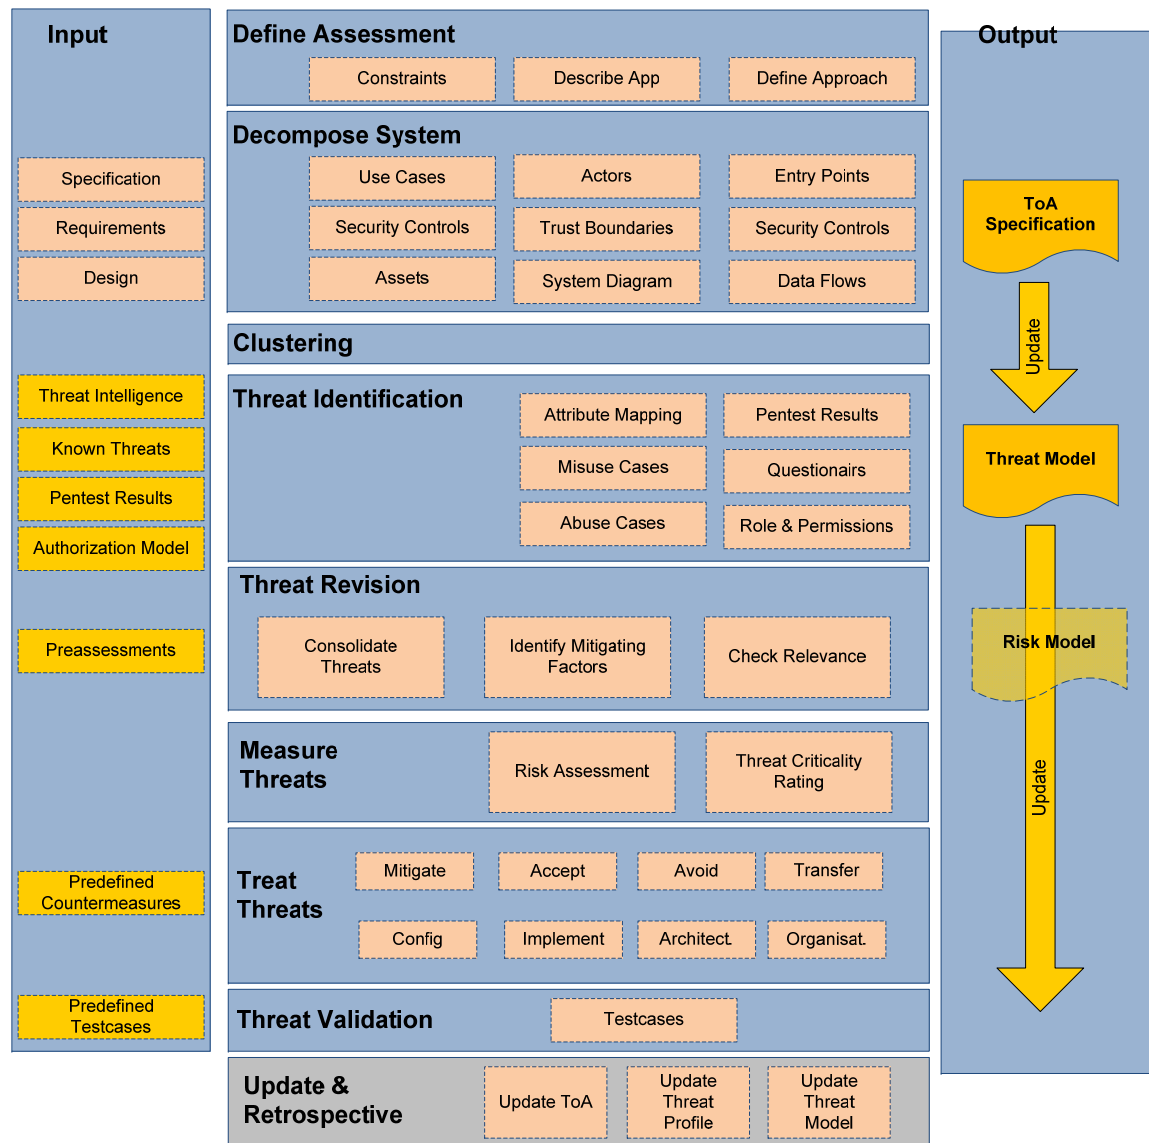 Input
Specification
Requirements
Design
Threat Intelligence
Known Threats
Pentest Results
Authorization Model
Preassessments
Predefined
Countermeasures
Predefined
Testcases
Define Assessment
Constraints
Describe App
Define Approach
Decompose System
Use Cases
Actors
Entry Points
Security Controls
Trust Boundaries
Security Controls
Assets
System Diagram
Data Flows
Clustering
Threat Identification
Attribute Mapping
Pentest Results
Misuse Cases
Questionairs
Abuse Cases
Role & Permissions
Threat Revision
Consolidate
Threats
Identify Mitigating
Factors
Check Relevance
Measure
Threats
Risk Assessment
Threat Criticality
Rating
Treat
Threats
Mitigate
Accept
Avoid
Transfer
Config
Implement
Architect.
Organisat.
Threat Validation
Testcases
Update &
Retrospective
Update ToA
Update
Threat
Profile
Update
Threat
Model
Output
ToA
Specification
Update
Threat Model
Risk Model
Update